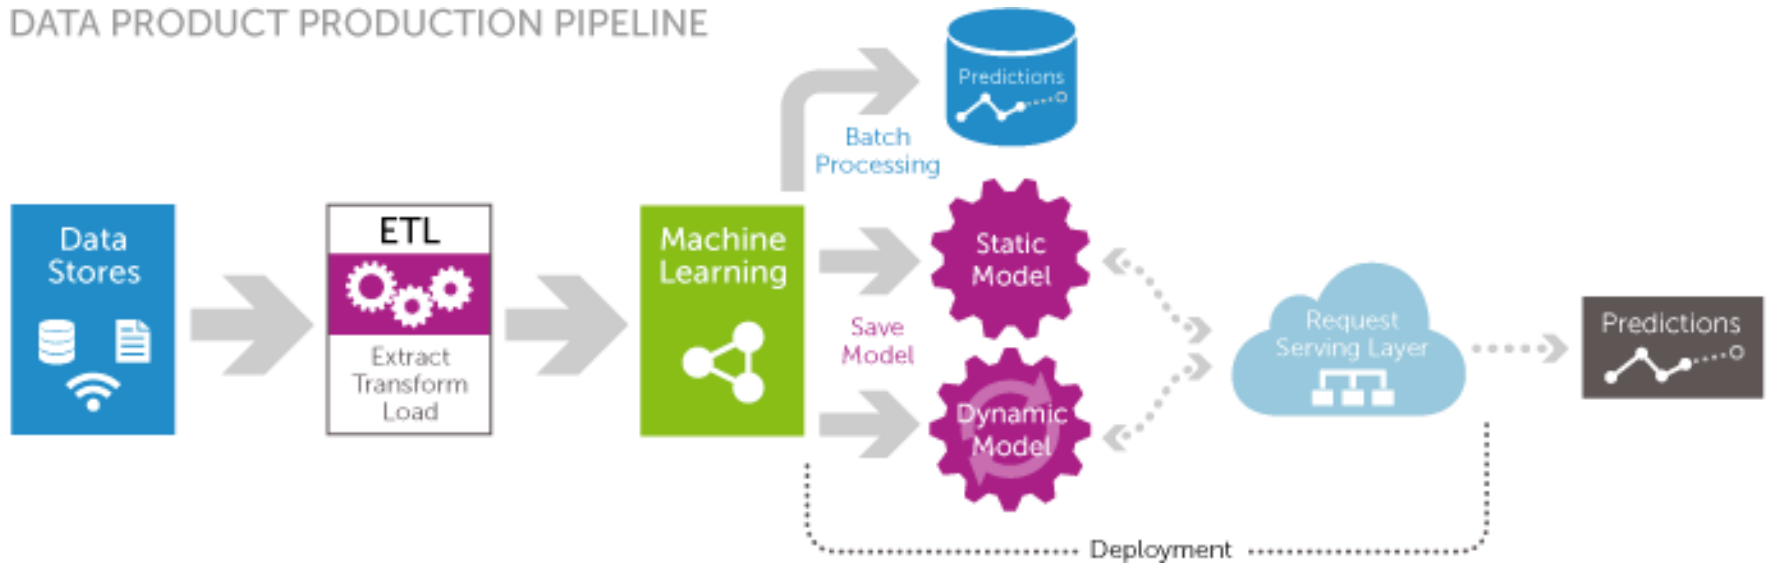 DATA PRODUCT PRODUCTION PIPELINE
Data
Stores
ETL
Extract
Transform
Load
Machine
Learning
Batch
Processing
Predictions
Save
Model
Static
Model
Dynamic
Model
Request
Serving Layer
Predictions
Deployment